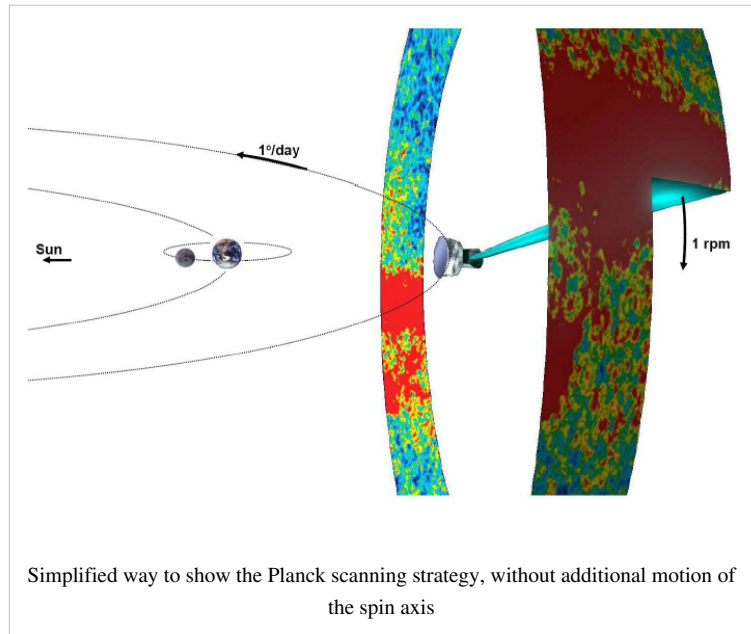 1°/day
Sun
1 rpm
Simplified way to show the Planck scanning strategy, without additional motion of
the spin axis